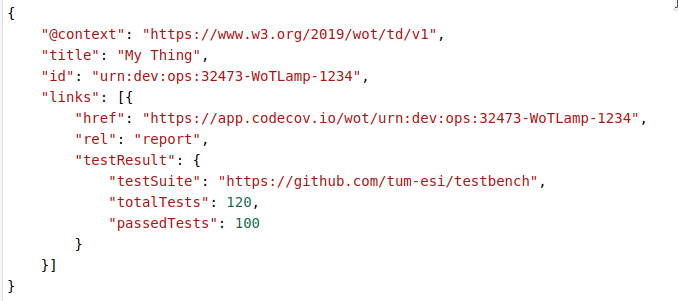 {
    "@context": "https://www.w3.org/2019/wot/td/v1",
    "title": "My Thing",
    "id": "urn:dev:ops:32473-WoTLamp-1234",
    "links": [{
        "href": "https://app.codecov.io/wot/urn:dev:ops:32473-WoTLamp-1234",
        "rel": "report",
        "testResult": {
            "testSuite": "https://github.com/tum-esi/testbench",
            "totalTests": 120,
            "passedTests": 100
        }
    }]
}